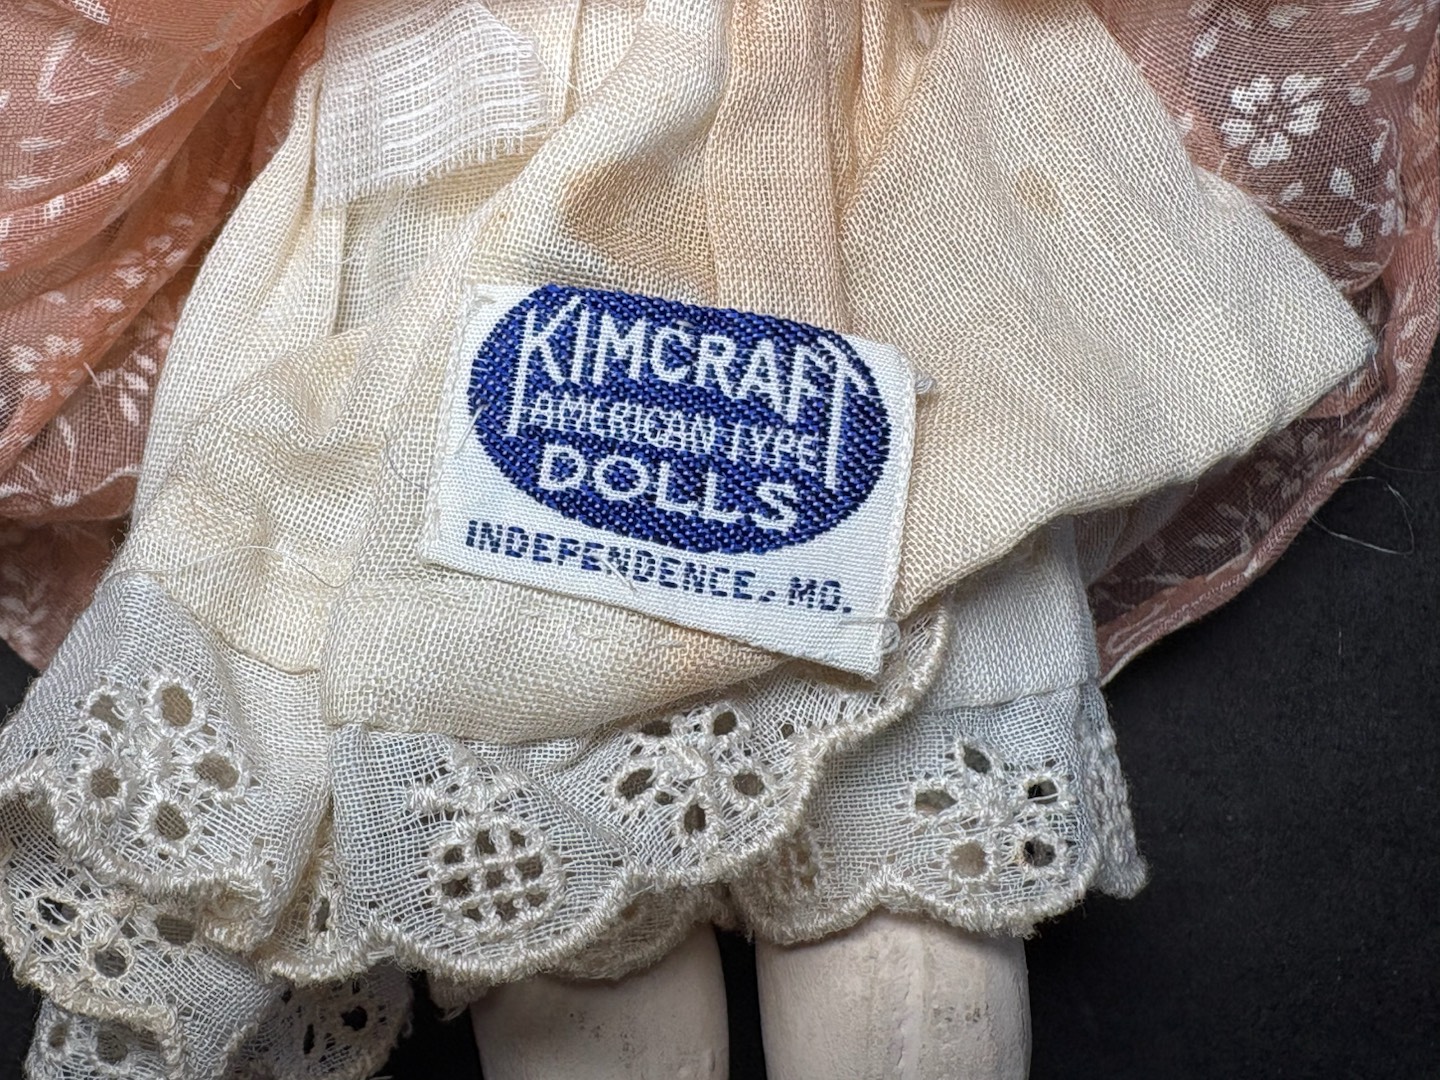 KIMCRAFT
AMERICAN TYPE
DOLLS
INDEPENDENCE, MO.